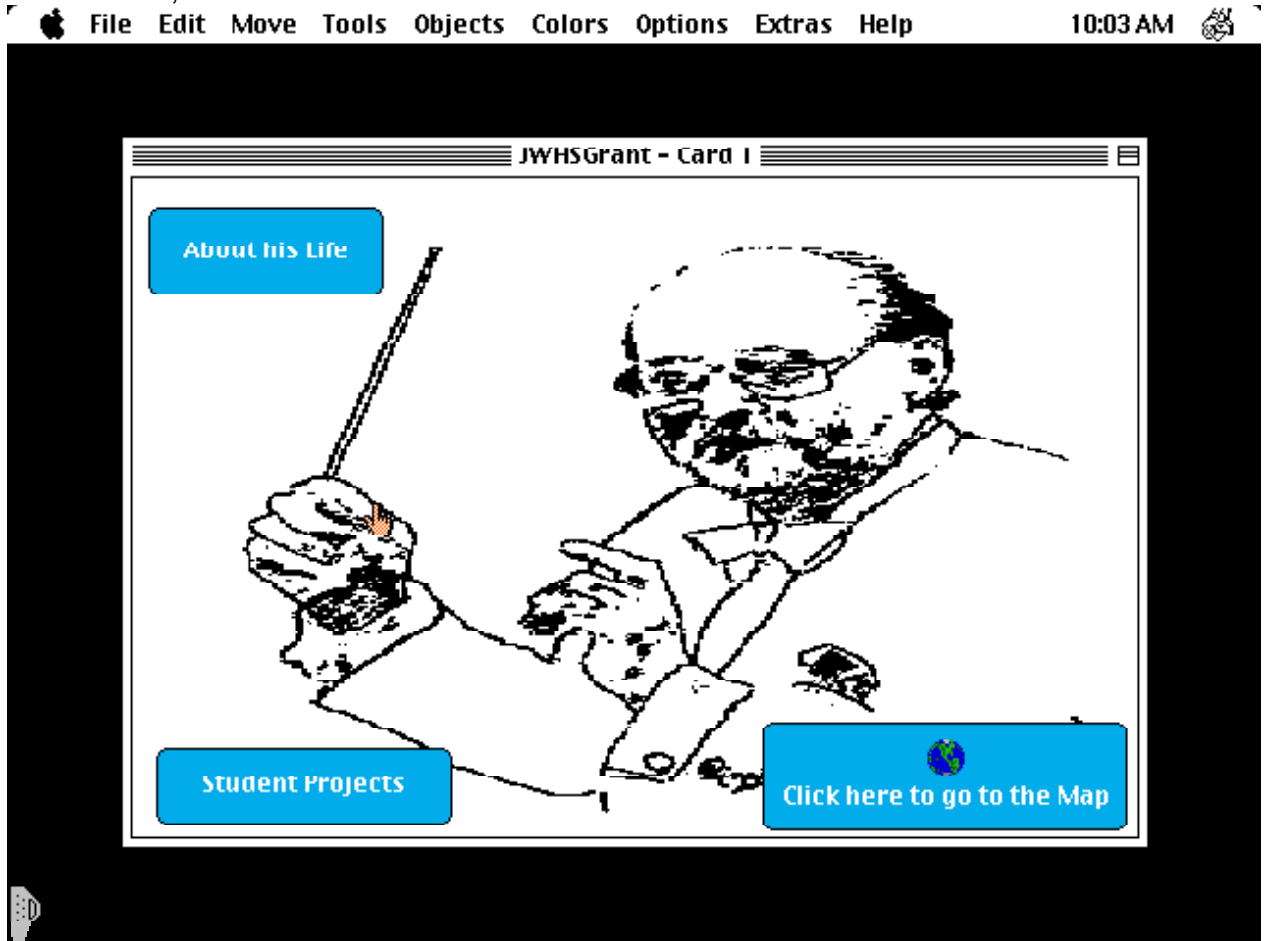 File Edit Move Tools Objects Colors Options Extras Help 10:03 AM
JWHSGrant - Card 1
About his Life
Student Projects
Click here to go to the Map